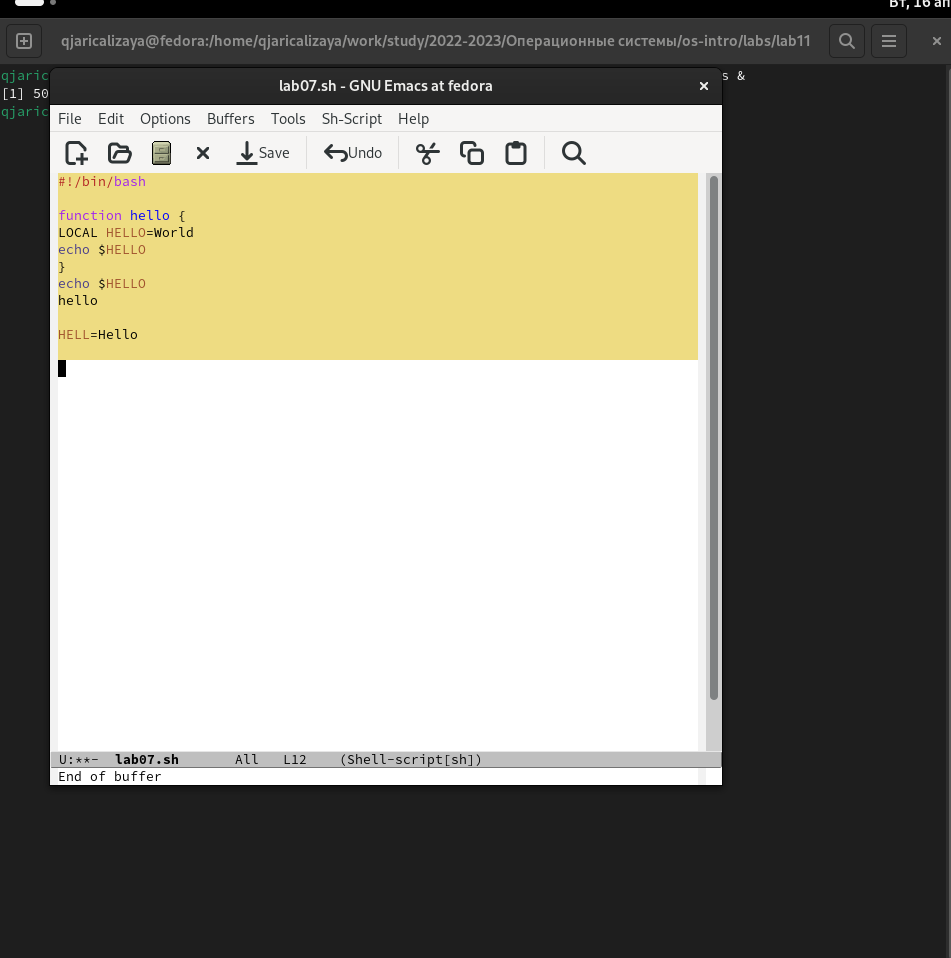 Вт, 16 ап
qjaricalizaya@fedora:/home/qjaricalizaya/work/study/2022-2023/Операционные системы/os-intro/labs/lab11
qjaric
s &
[1] 50
qjaric
lab07.sh - GNU Emacs at fedora
File Edit Options Buffers Tools Sh-Script Help
Save Undo
#!/bin/bash
function hello {
LOCAL HELLO=World
echo $HELLO
}
echo $HELLO
hello
HELL=Hello
U:**- lab07.sh All L12 (Shell-script[sh])
End of buffer